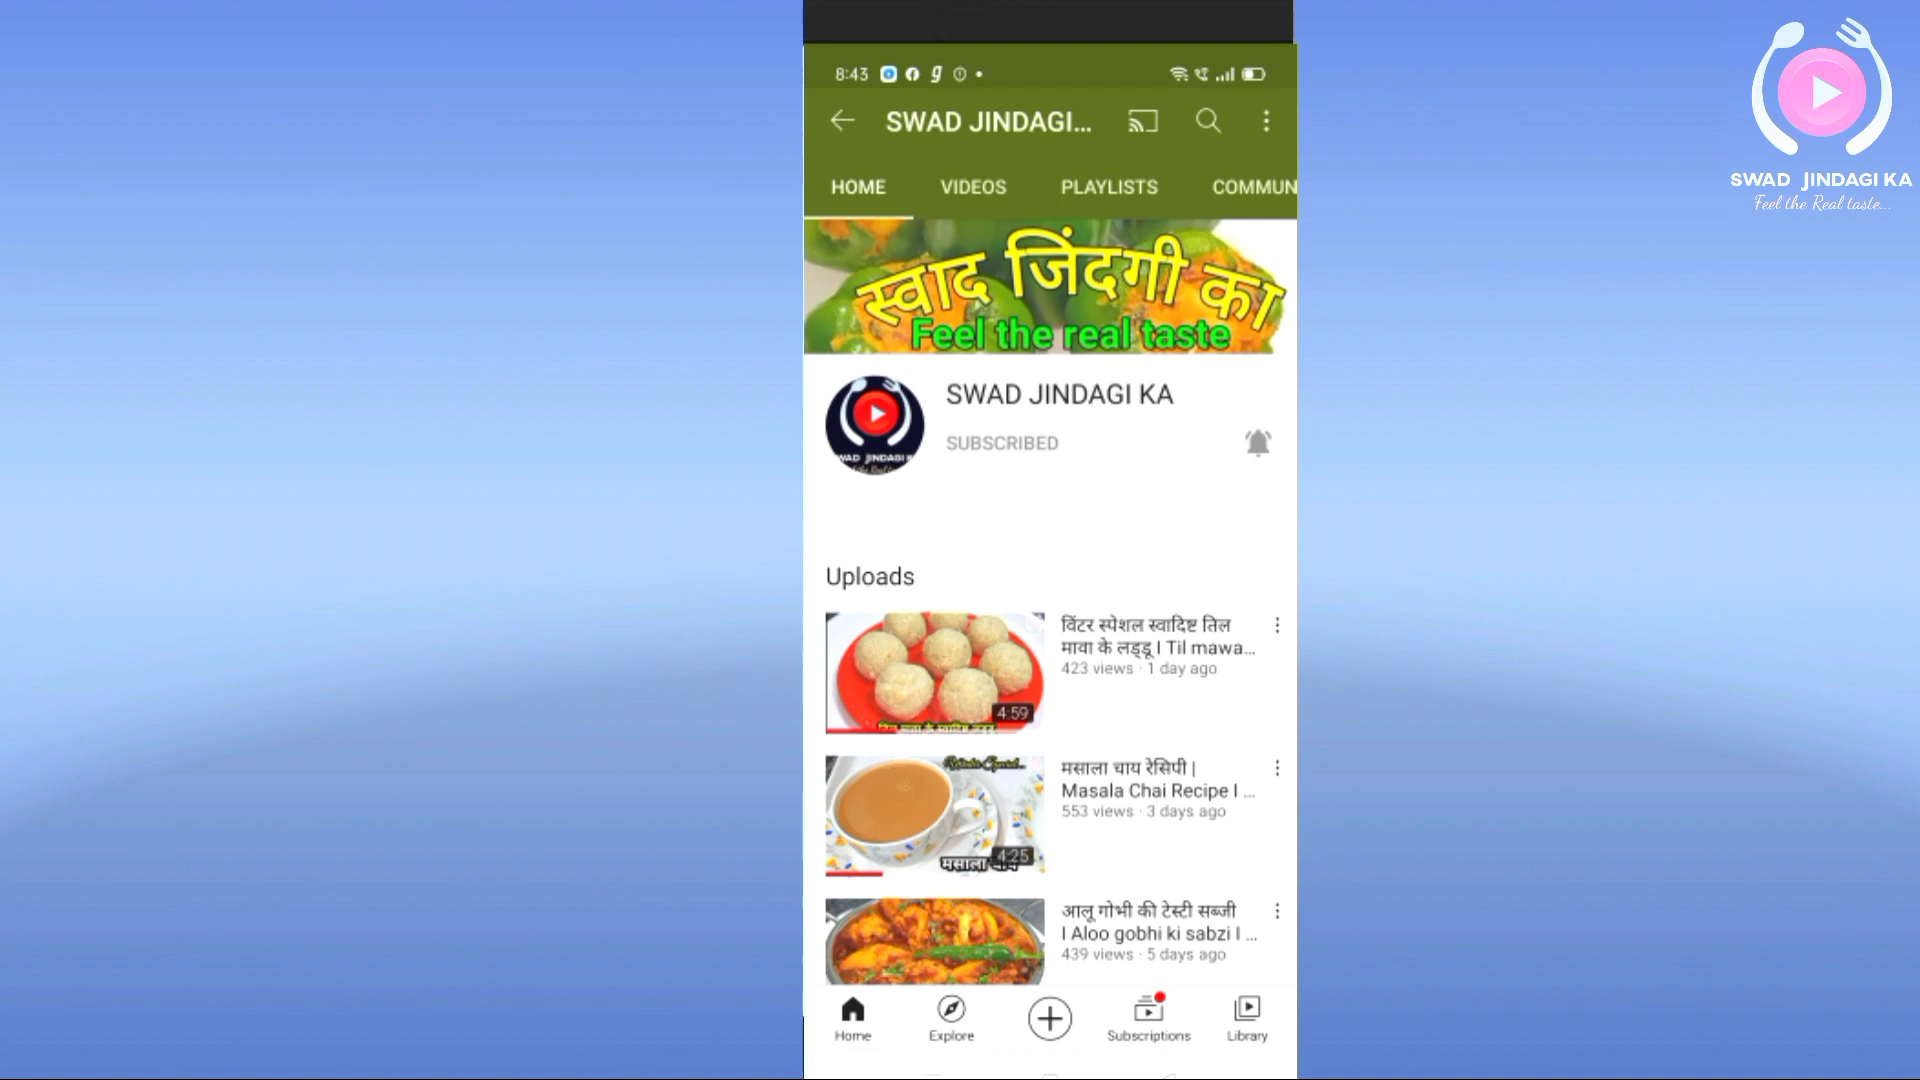 8:43
SWAD JINDAGI...
HOME VIDEOS PLAYLISTS COMMUN
स्वाद जिंदगी का
Feel the real taste
SWAD JINDAGI KA
Feel the Real taste...
SWAD JINDAGI KA
SUBSCRIBED
Uploads
विंटर स्पेशल स्वादिष्ट तिल
मावा के लड्डू I Til mawa...
423 views · 1 day ago
4:59
मसाला चाय रेसिपी |
Masala Chai Recipe I ...
553 views · 3 days ago
4:25
मसाला चाय
आलू गोभी की टेस्टी सब्जी
I Aloo gobhi ki sabzi I ...
439 views · 5 days ago
Home Explore Subscriptions Library